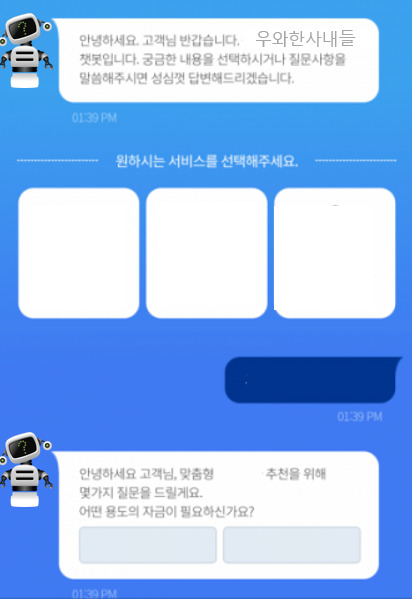 안녕하세요. 고객님 반갑습니다. 우와한사내들
챗봇입니다. 궁금한 내용을 선택하시거나 질문사항을
말씀해주시면 성심껏 답변해드리겠습니다.
01:39 PM
원하시는 서비스를 선택해주세요.
01:39 PM
안녕하세요 고객님, 맞춤형 추천을 위해
몇가지 질문을 드릴게요.
어떤 용도의 자금이 필요하신가요?
01:39 PM